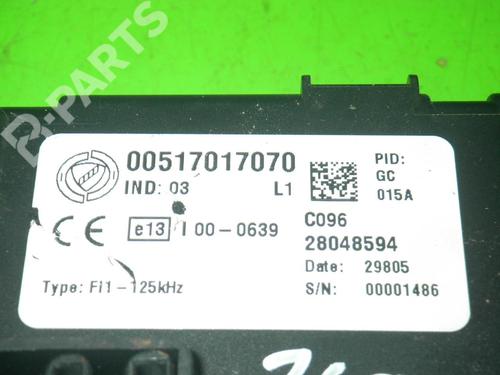 B-PARTS
00517017070
IND: 03 L1
PID:
GC
015A
CE e13 I 00-0639
C096
28048594
Date: 29805
Type: FI1-125kHz
S/N: 00001486